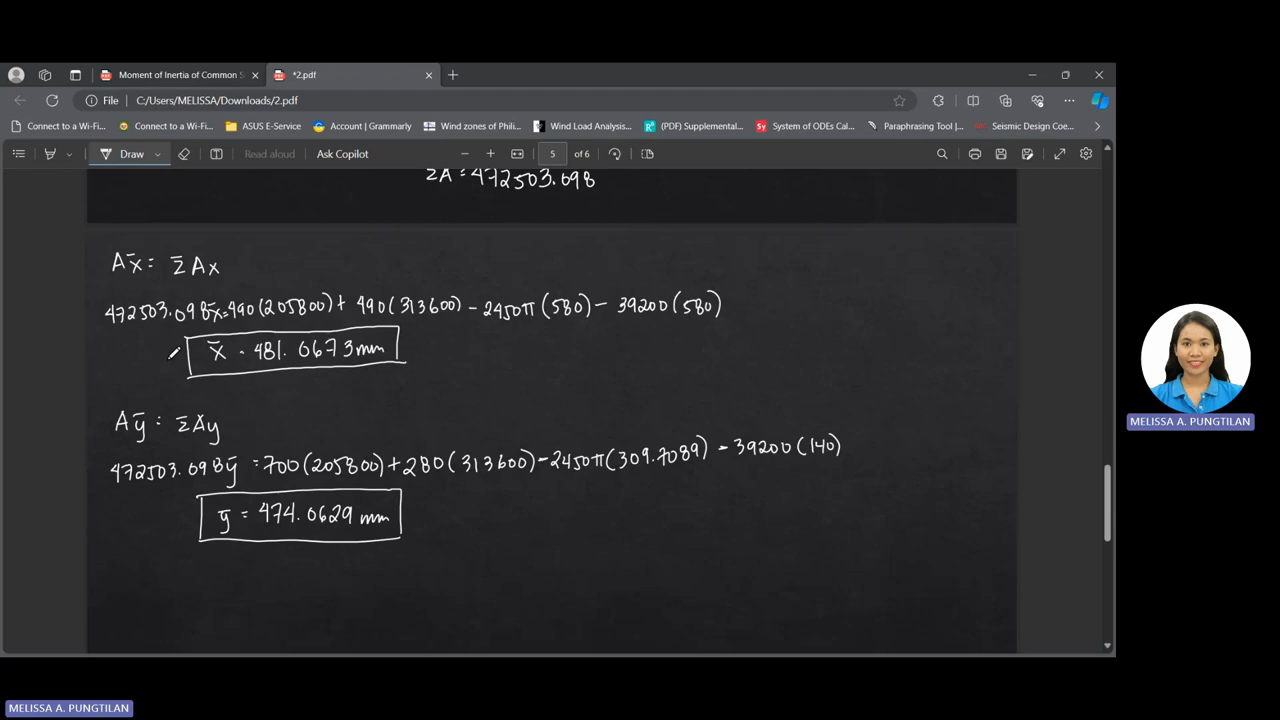 Moment of Inertia of Common S
*2.pdf
File C:/Users/MELISSA/Downloads/2.pdf
Connect to a Wi-Fi... Connect to a Wi-Fi... ASUS E-Service Account | Grammarly Wind zones of Phili... Wind Load Analysis... (PDF) Supplemental... System of ODEs Cal... Paraphrasing Tool |... Seismic Design Coe...
Draw Read aloud Ask Copilot 5 of 6
ΣA = 472503.098
Ax̄ = ΣAx
472503.098x̄ = 490(205800) + 490(313600) - 2450π(580) - 39200(580)
x̄ = 481.0673mm
Aȳ = ΣAy
472503.098ȳ = 700(205800) + 280(313600) - 2450π(309.7089) - 39200(140)
ȳ = 474.0629 mm
MELISSA A. PUNGTILAN
MELISSA A. PUNGTILAN